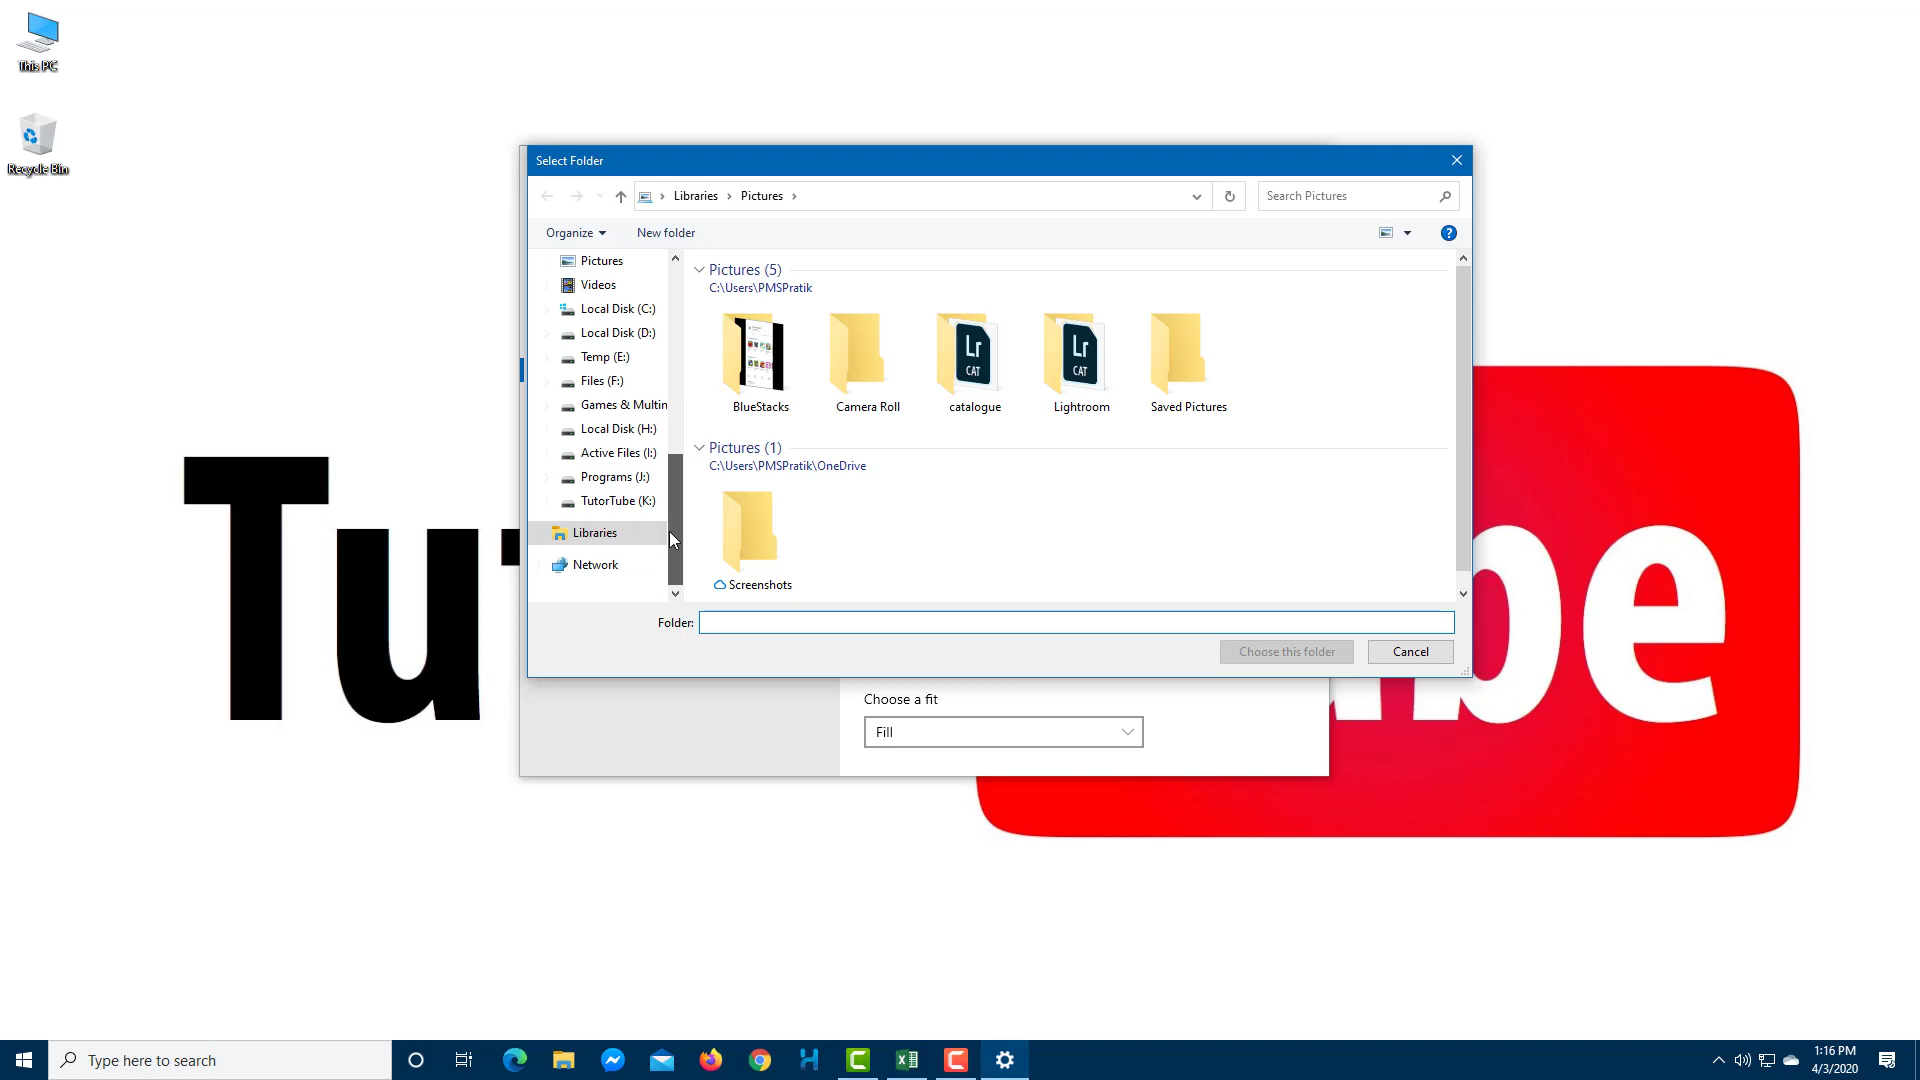 This PC
Recycle Bin
Select Folder
Libraries
Pictures
Search Pictures
Organize
New folder
Pictures
Videos
Local Disk (C:)
Local Disk (D:)
Temp (E:)
Files (F:)
Games & Multin
Local Disk (H:)
Active Files (I:)
Programs (J:)
TutorTube (K:)
Libraries
Network
Pictures (5)
C:\Users\PMSPratik
Lr
CAT
Lr
CAT
BlueStacks
Camera Roll
catalogue
Lightroom
Saved Pictures
Pictures (1)
C:\Users\PMSPratik\OneDrive
Screenshots
Folder:
Choose this folder
Cancel
Choose a fit
Fill
Tu
be
Type here to search
1:16 PM
4/3/2020